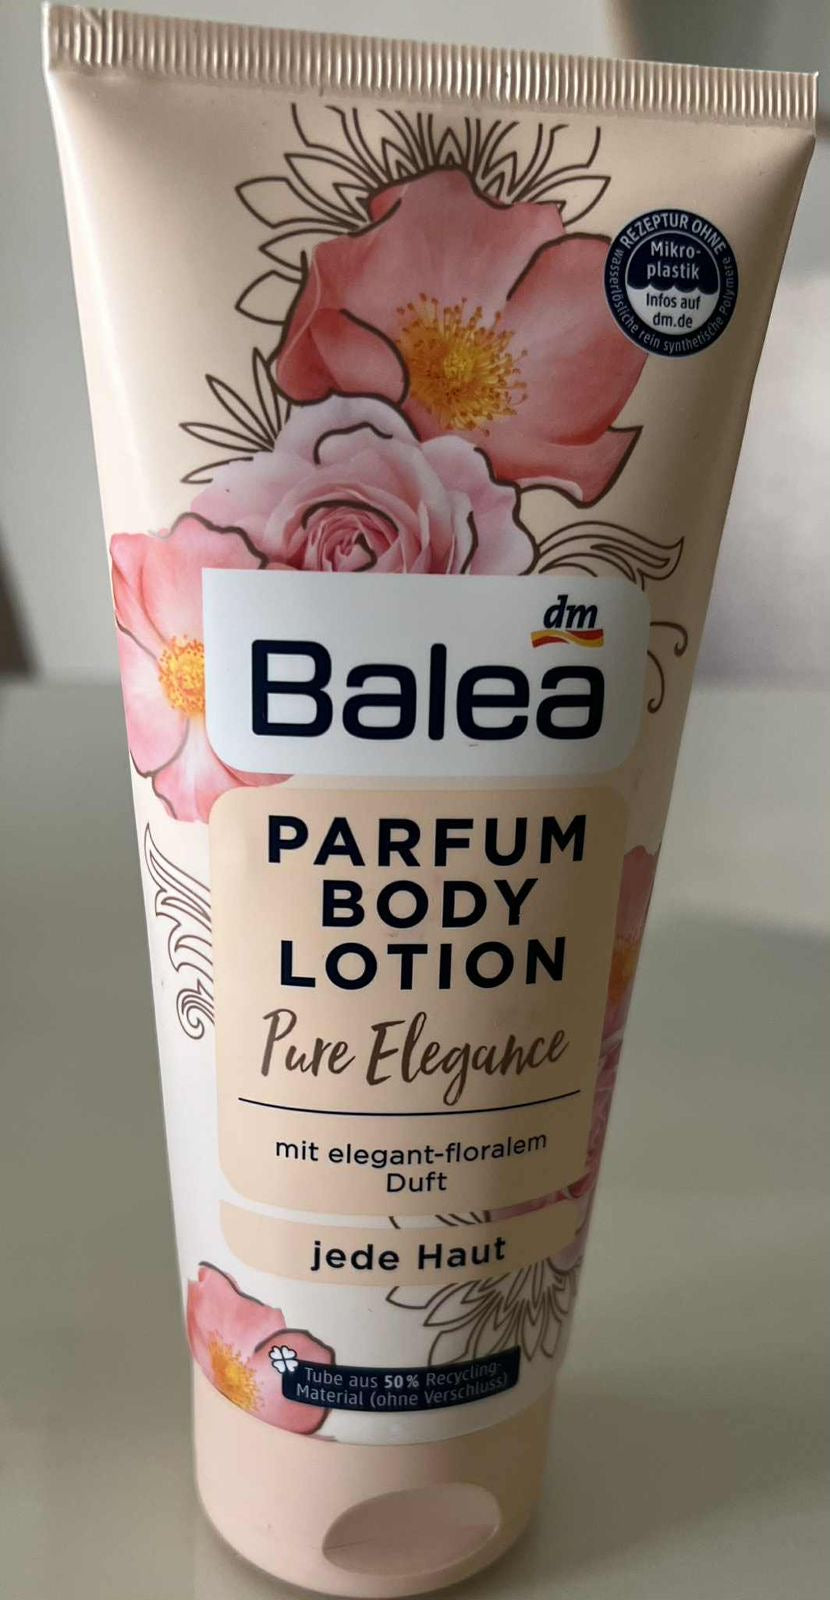 REZEPTUR OHNE
Mikro-
plastik
Infos auf
dm.de
wasserlösliche rein synthetische Polymere
dm
Balea
PARFUM
BODY
LOTION
Pure Elegance
mit elegant-floralem
Duft
jede Haut
Tube aus 50% Recycling-
Material (ohne Verschluss)